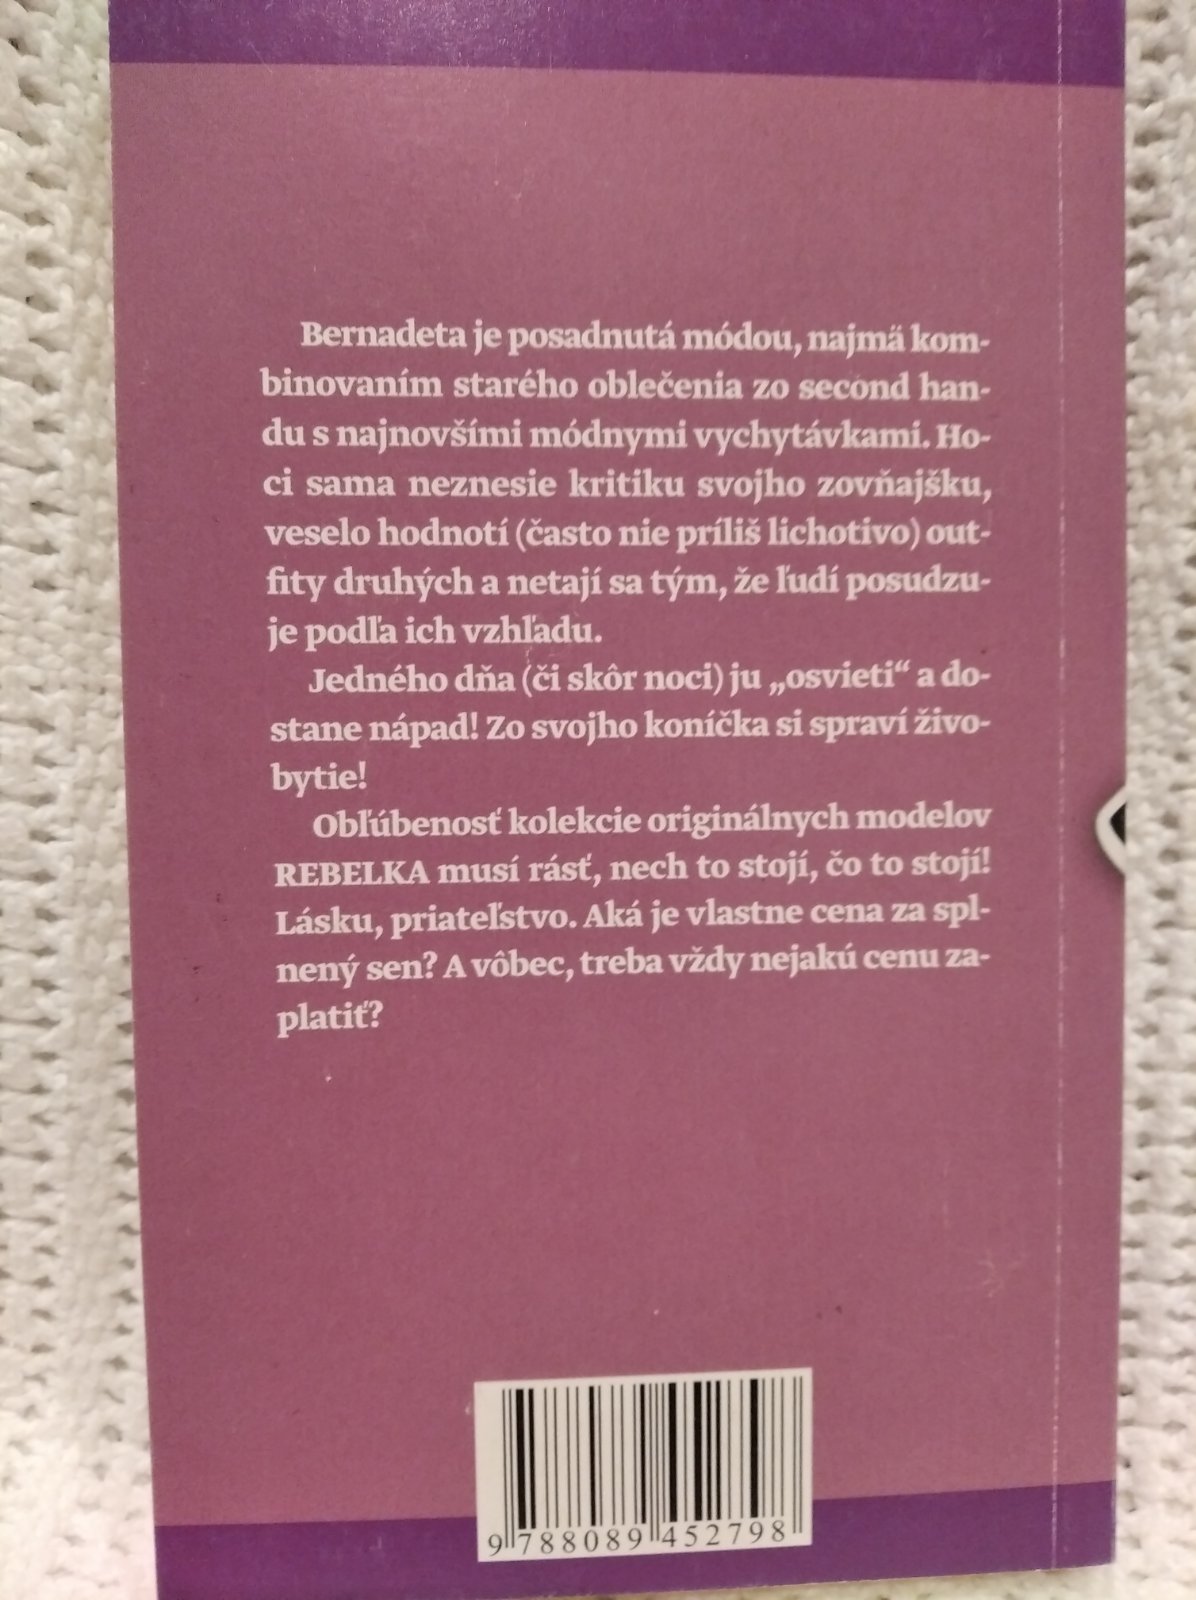 Bernadeta je posadnutá módou, najmä kom-
binovaním starého oblečenia zo second han-
du s najnovšími módnymi vychytávkami. Ho-
ci sama neznesie kritiku svojho zovňajšku,
veselo hodnotí (často nie príliš lichotivo) out-
fity druhých a netají sa tým, že ľudí posudzu-
je podľa ich vzhľadu.
Jedného dňa (či skôr noci) ju „osvieti“ a do-
stane nápad! Zo svojho koníčka si spraví živo-
bytie!
Obľúbenosť kolekcie originálnych modelov
REBELKA musí rásť, nech to stojí, čo to stojí!
Lásku, priateľstvo. Aká je vlastne cena za spl-
nený sen? A vôbec, treba vždy nejakú cenu za-
platiť?
9 788089 452798